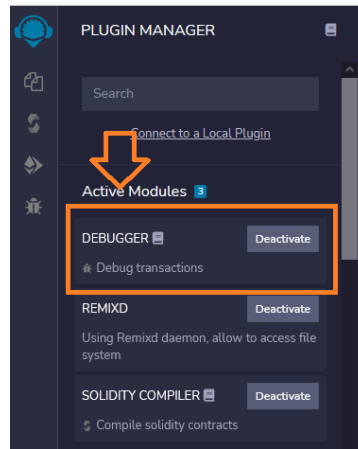 PLUGIN MANAGER
Search
Connect to a Local Plugin
Active Modules 3
DEBUGGER Deactivate
Debug transactions
REMIXD Deactivate
Using Remixd daemon, allow to access file
system
SOLIDITY COMPILER Deactivate
Compile solidity contracts